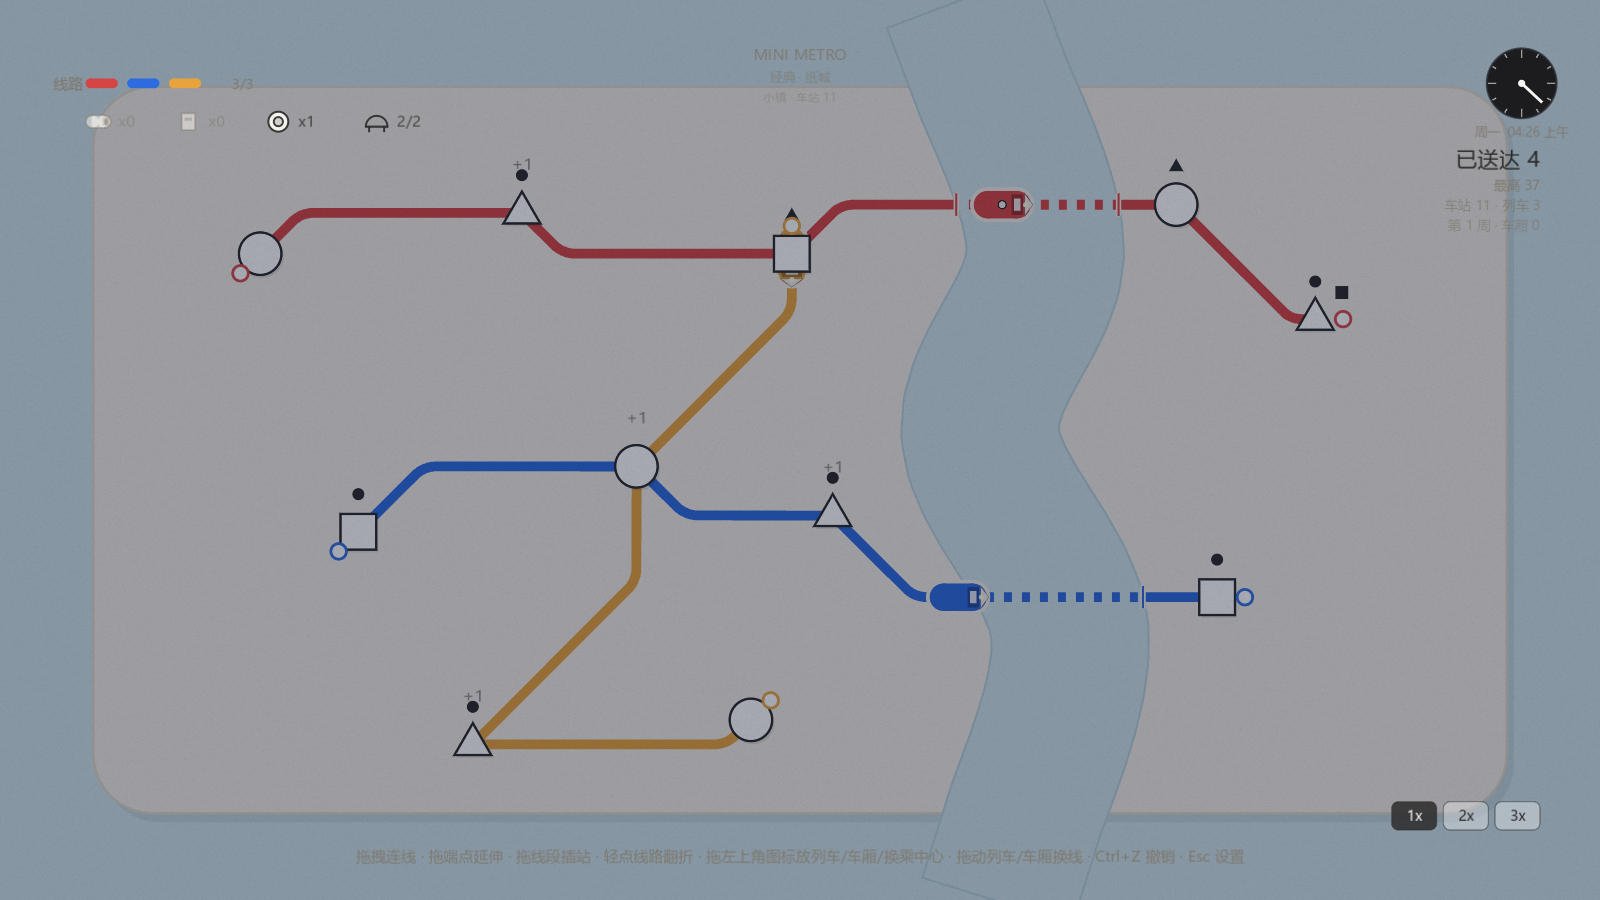 MINI METRO
经典 · 纸城
小镇 · 车站 11
线路
3/3
x0
x0
x1
2/2
周一 04:26 上午
已送达 4
最高 37
车站 11 · 列车 3
第 1 周 · 车厢 0
+1
+1
+1
+1
1x
2x
3x
拖拽连线 · 拖端点延伸 · 拖线段插站 · 轻点线路翻折 · 拖左上角图标放列车/车厢/换乘中心 · 拖动列车/车厢换线 · Ctrl+Z 撤销 · Esc 设置